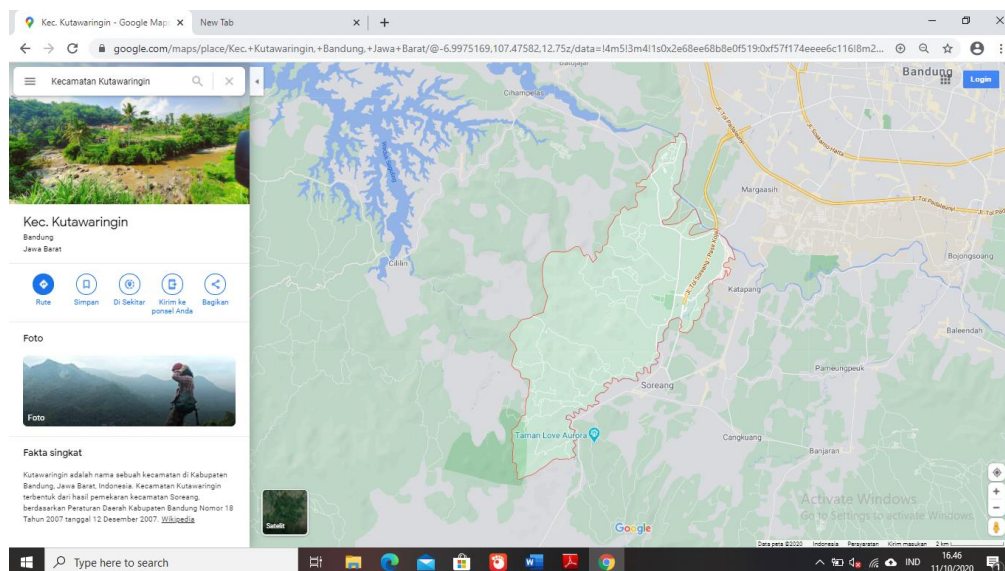 Kec. Kutawaringin - Google Map
New Tab
google.com/maps/place/Kec.+Kutawaringin,+Bandung,+Jawa+Barat/@-6.9975169,107.47582,12.75z/data=!4m5!3m4!1s0x2e68ee68b8e0f519:0xf57f174eeee6c116!8m2...
Kecamatan Kutawaringin
Login
Kec. Kutawaringin
Bandung
Jawa Barat
Rute
Simpan
Di Sekitar
Kirim ke
ponsel Anda
Bagikan
Foto
Foto
Fakta singkat
Kutawaringin adalah nama sebuah kecamatan di Kabupaten
Bandung, Jawa Barat, Indonesia. Kecamatan Kutawaringin
terbentuk dari hasil pemekaran kecamatan Soreang,
berdasarkan Peraturan Daerah Kabupaten Bandung Nomor 18
Tahun 2007 tanggal 12 Desember 2007. Wikipedia
Batujajar
Bandung
Cihampelas
Margaasih
Cililin
Katapang
Bojongsoang
Baleendah
Pameungpeuk
Soreang
Cangkuang
Banjaran
Taman Love Aurora
Jl. Tol Soreang - Pasir Koja
Satelit
Google
Activate Windows
Go to Settings to activate Windows.
Data peta ©2020 Indonesia Persyaratan Kirim masukan 2 km
Type here to search
IND
16.46
11/10/2020